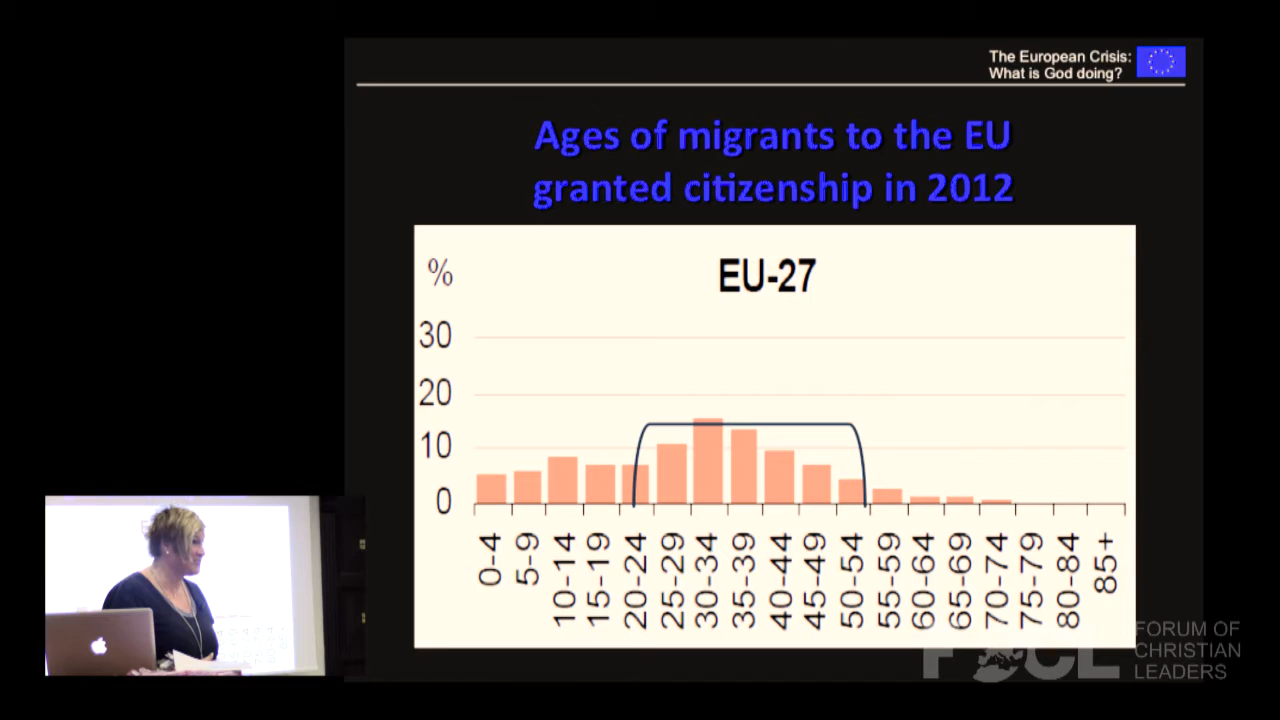 The European Crisis:
What is God doing?
Ages of migrants to the EU
granted citizenship in 2012
EU-27
%
30
20
10
0
0-4
5-9
10-14
15-19
20-24
25-29
30-34
35-39
40-44
45-49
50-54
55-59
60-64
65-69
70-74
75-79
80-84
85+
FOCL
FORUM OF
CHRISTIAN
LEADERS